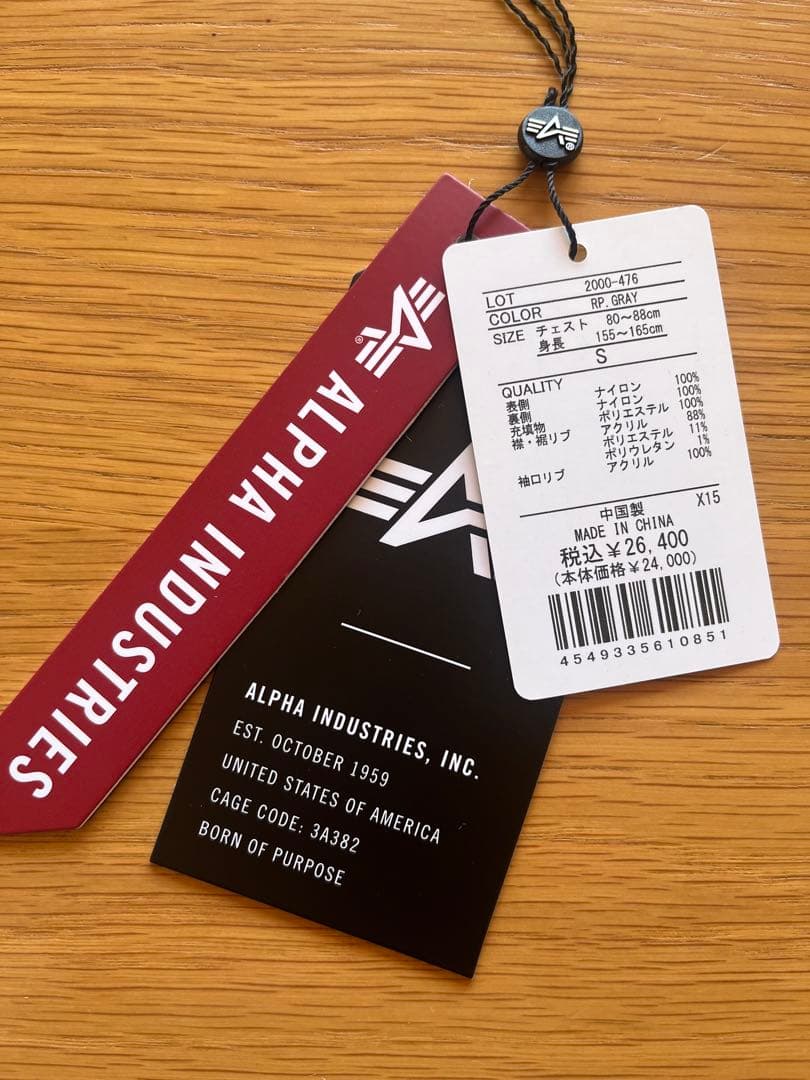 ALPHA INDUSTRIES
LOT 2000-476
COLOR RP.GRAY
SIZE チェスト 80～88cm
身長 155～165cm
S
QUALITY
表側 ナイロン 100%
裏側 ナイロン 100%
充填物 ポリエステル 100%
襟・裾リブ アクリル 88%
ポリエステル 11%
ポリウレタン 1%
袖口リブ アクリル 100%
X15
中国製
MADE IN CHINA
税込￥26,400
(本体価格￥24,000)
4549335610851
ALPHA INDUSTRIES, INC.
EST. OCTOBER 1959
UNITED STATES OF AMERICA
CAGE CODE: 3A382
BORN OF PURPOSE